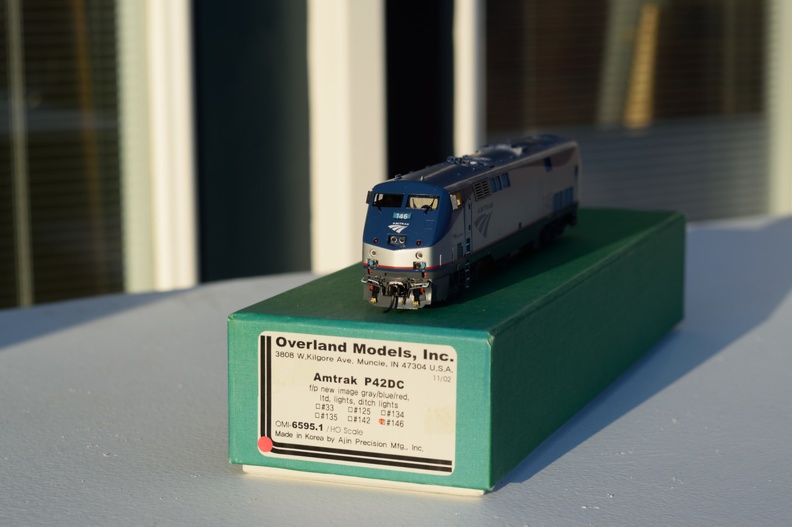 146
AMTRAK
Overland Models, Inc.
3808 W.Kilgore Ave. Muncie, IN 47304 U.S.A.
11/02
Amtrak P42DC
f/p new image gray/blue/red,
ltd, lights, ditch lights
□#33 □#125 □#134
□#135 □#142 □#146
OMI-6595.1 /HO Scale
Made in Korea by Ajin Precision Mfg., Inc.